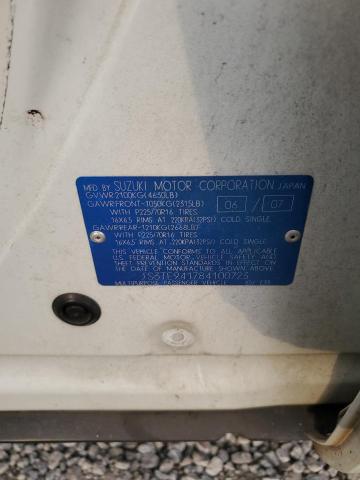 MFD BY SUZUKI MOTOR CORPORATION JAPAN
GVWR 2100KG(4630LB)
GAWR:FRONT-1050KG(2315LB) 06 / 07
WITH P225/70R16 TIRES
16X6.5 RIMS AT 220KPA(32PSI) COLD SINGLE
GAWR:REAR-1210KG(2668LB)
WITH P225/70R16 TIRES
16X6.5 RIMS AT 220KPA(32PSI) COLD SINGLE
THIS VEHICLE CONFORMS TO ALL APPLICABLE
U.S. FEDERAL MOTOR VEHICLE SAFETY AND
STANDARDS IN EFFECT ON
DATE OF MANUFACTURE SHOWN ABOVE
JS3TE941784100725
MULTIPURPOSE PASSENGER VEHICLE